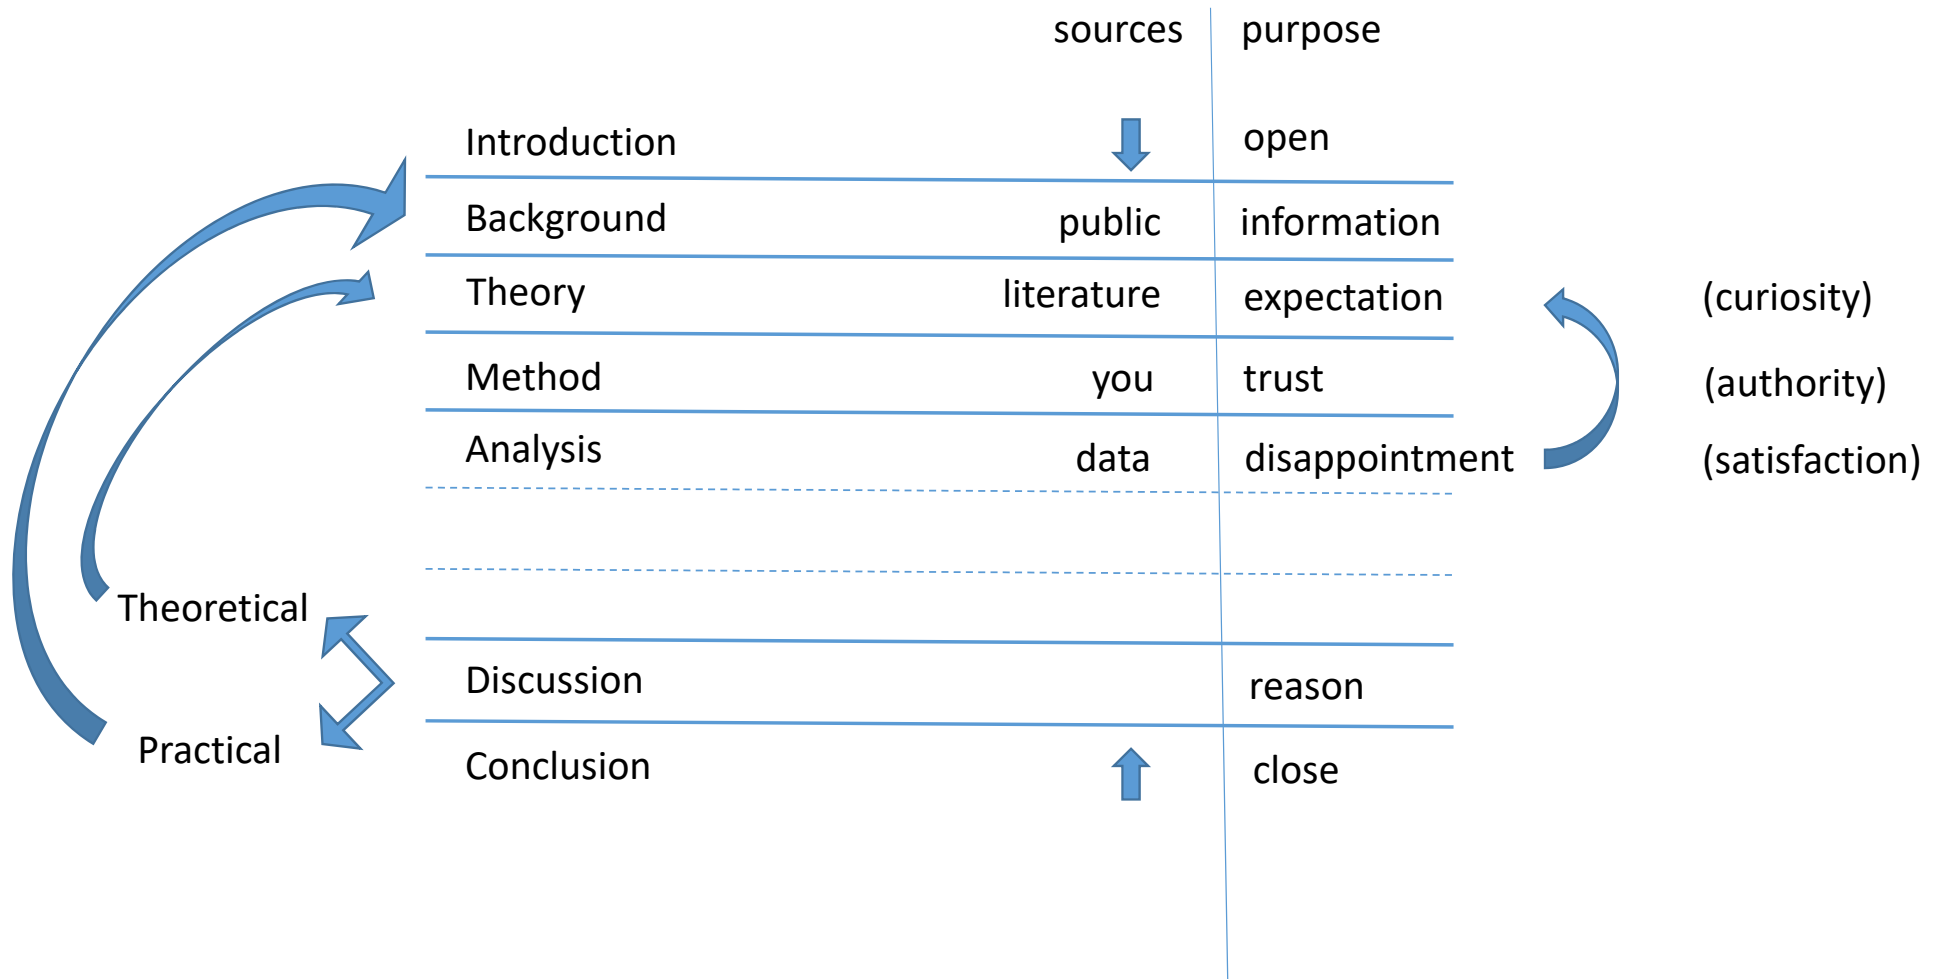 sources purpose
Introduction open
Background public information
Theory literature expectation (curiosity)
Method you trust (authority)
Analysis data disappointment (satisfaction)
Theoretical
Discussion reason
Practical
Conclusion close